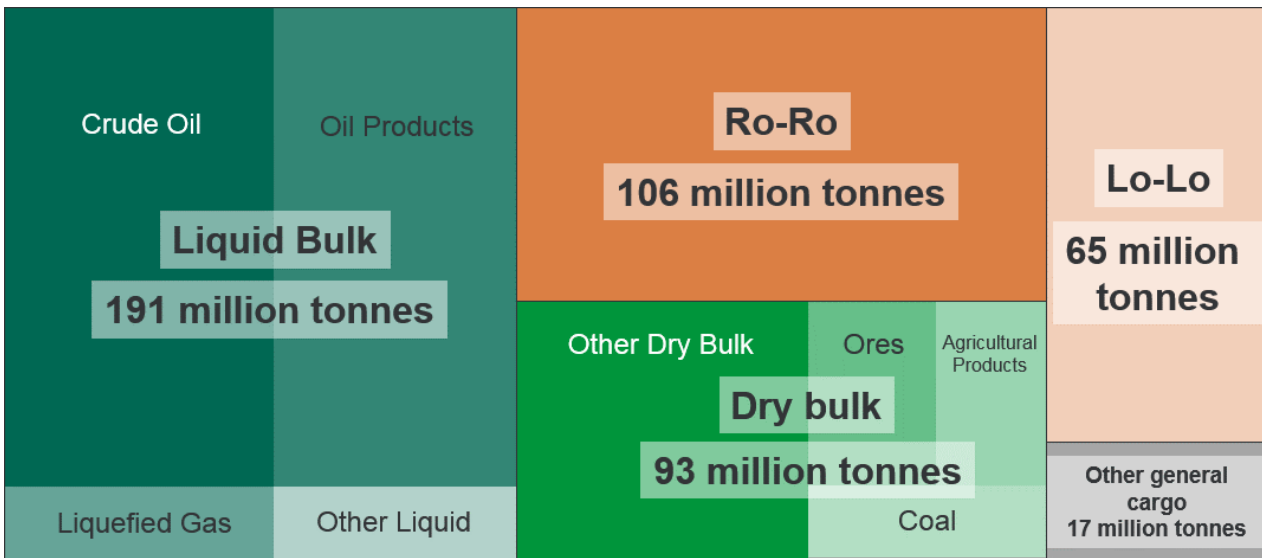 Crude Oil
Oil Products
Liquid Bulk
191 million tonnes
Liquefied Gas
Other Liquid
Ro-Ro
106 million tonnes
Other Dry Bulk
Ores
Agricultural
Products
Dry bulk
93 million tonnes
Coal
Lo-Lo
65 million
tonnes
Other general
cargo
17 million tonnes